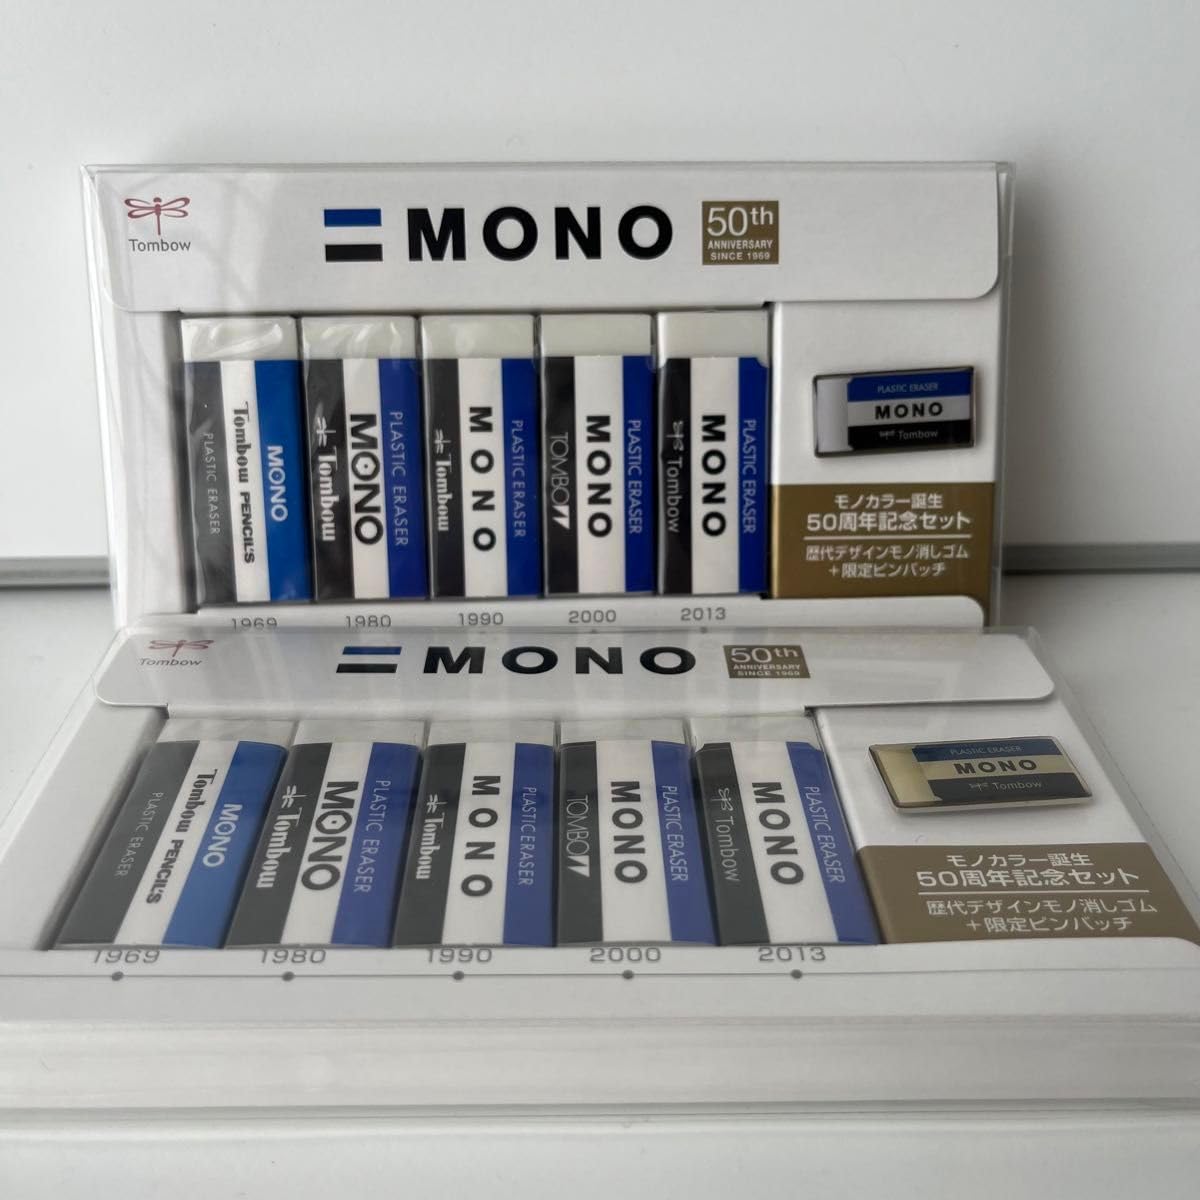 Tombow
MONO
50th
ANNIVERSARY
SINCE 1969
PLASTIC ERASER
Tombow PENCIL'S
MONO
Tombow
MONO
PLASTIC ERASER
Tombow
MONO
PLASTIC ERASER
TOMBOW
MONO
PLASTIC ERASER
Tombow
MONO
PLASTIC ERASER
PLASTIC ERASER
MONO
Tombow
モノカラー誕生
50周年記念セット
歴代デザインモノ消しゴム
+限定ピンバッチ
1969
1980
1990
2000
2013
Tombow
MONO
50th
ANNIVERSARY
SINCE 1969
PLASTIC ERASER
Tombow PENCIL'S
MONO
Tombow
MONO
PLASTIC ERASER
Tombow
MONO
PLASTIC ERASER
TOMBOW
MONO
PLASTIC ERASER
Tombow
MONO
PLASTIC ERASER
PLASTIC ERASER
MONO
Tombow
モノカラー誕生
50周年記念セット
歴代デザインモノ消しゴム
+限定ピンバッチ
1969
1980
1990
2000
2013